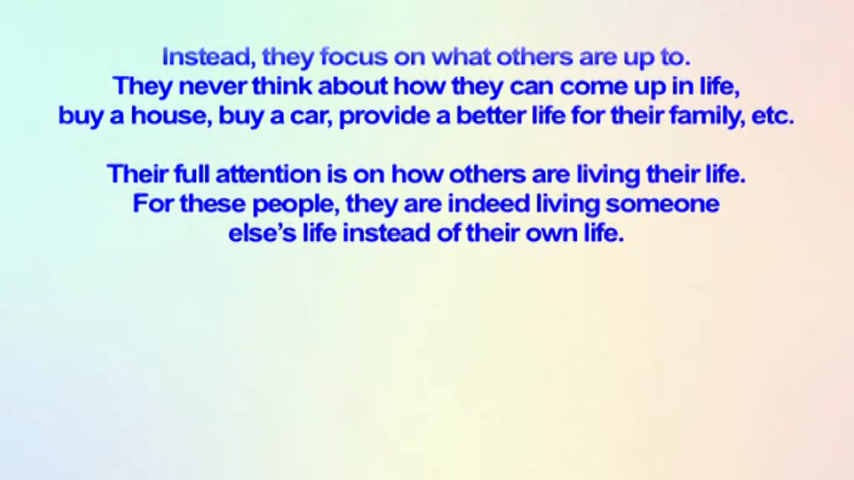 Instead, they focus on what others are up to.
They never think about how they can come up in life,
buy a house, buy a car, provide a better life for their family, etc.
Their full attention is on how others are living their life.
For these people, they are indeed living someone
else's life instead of their own life.